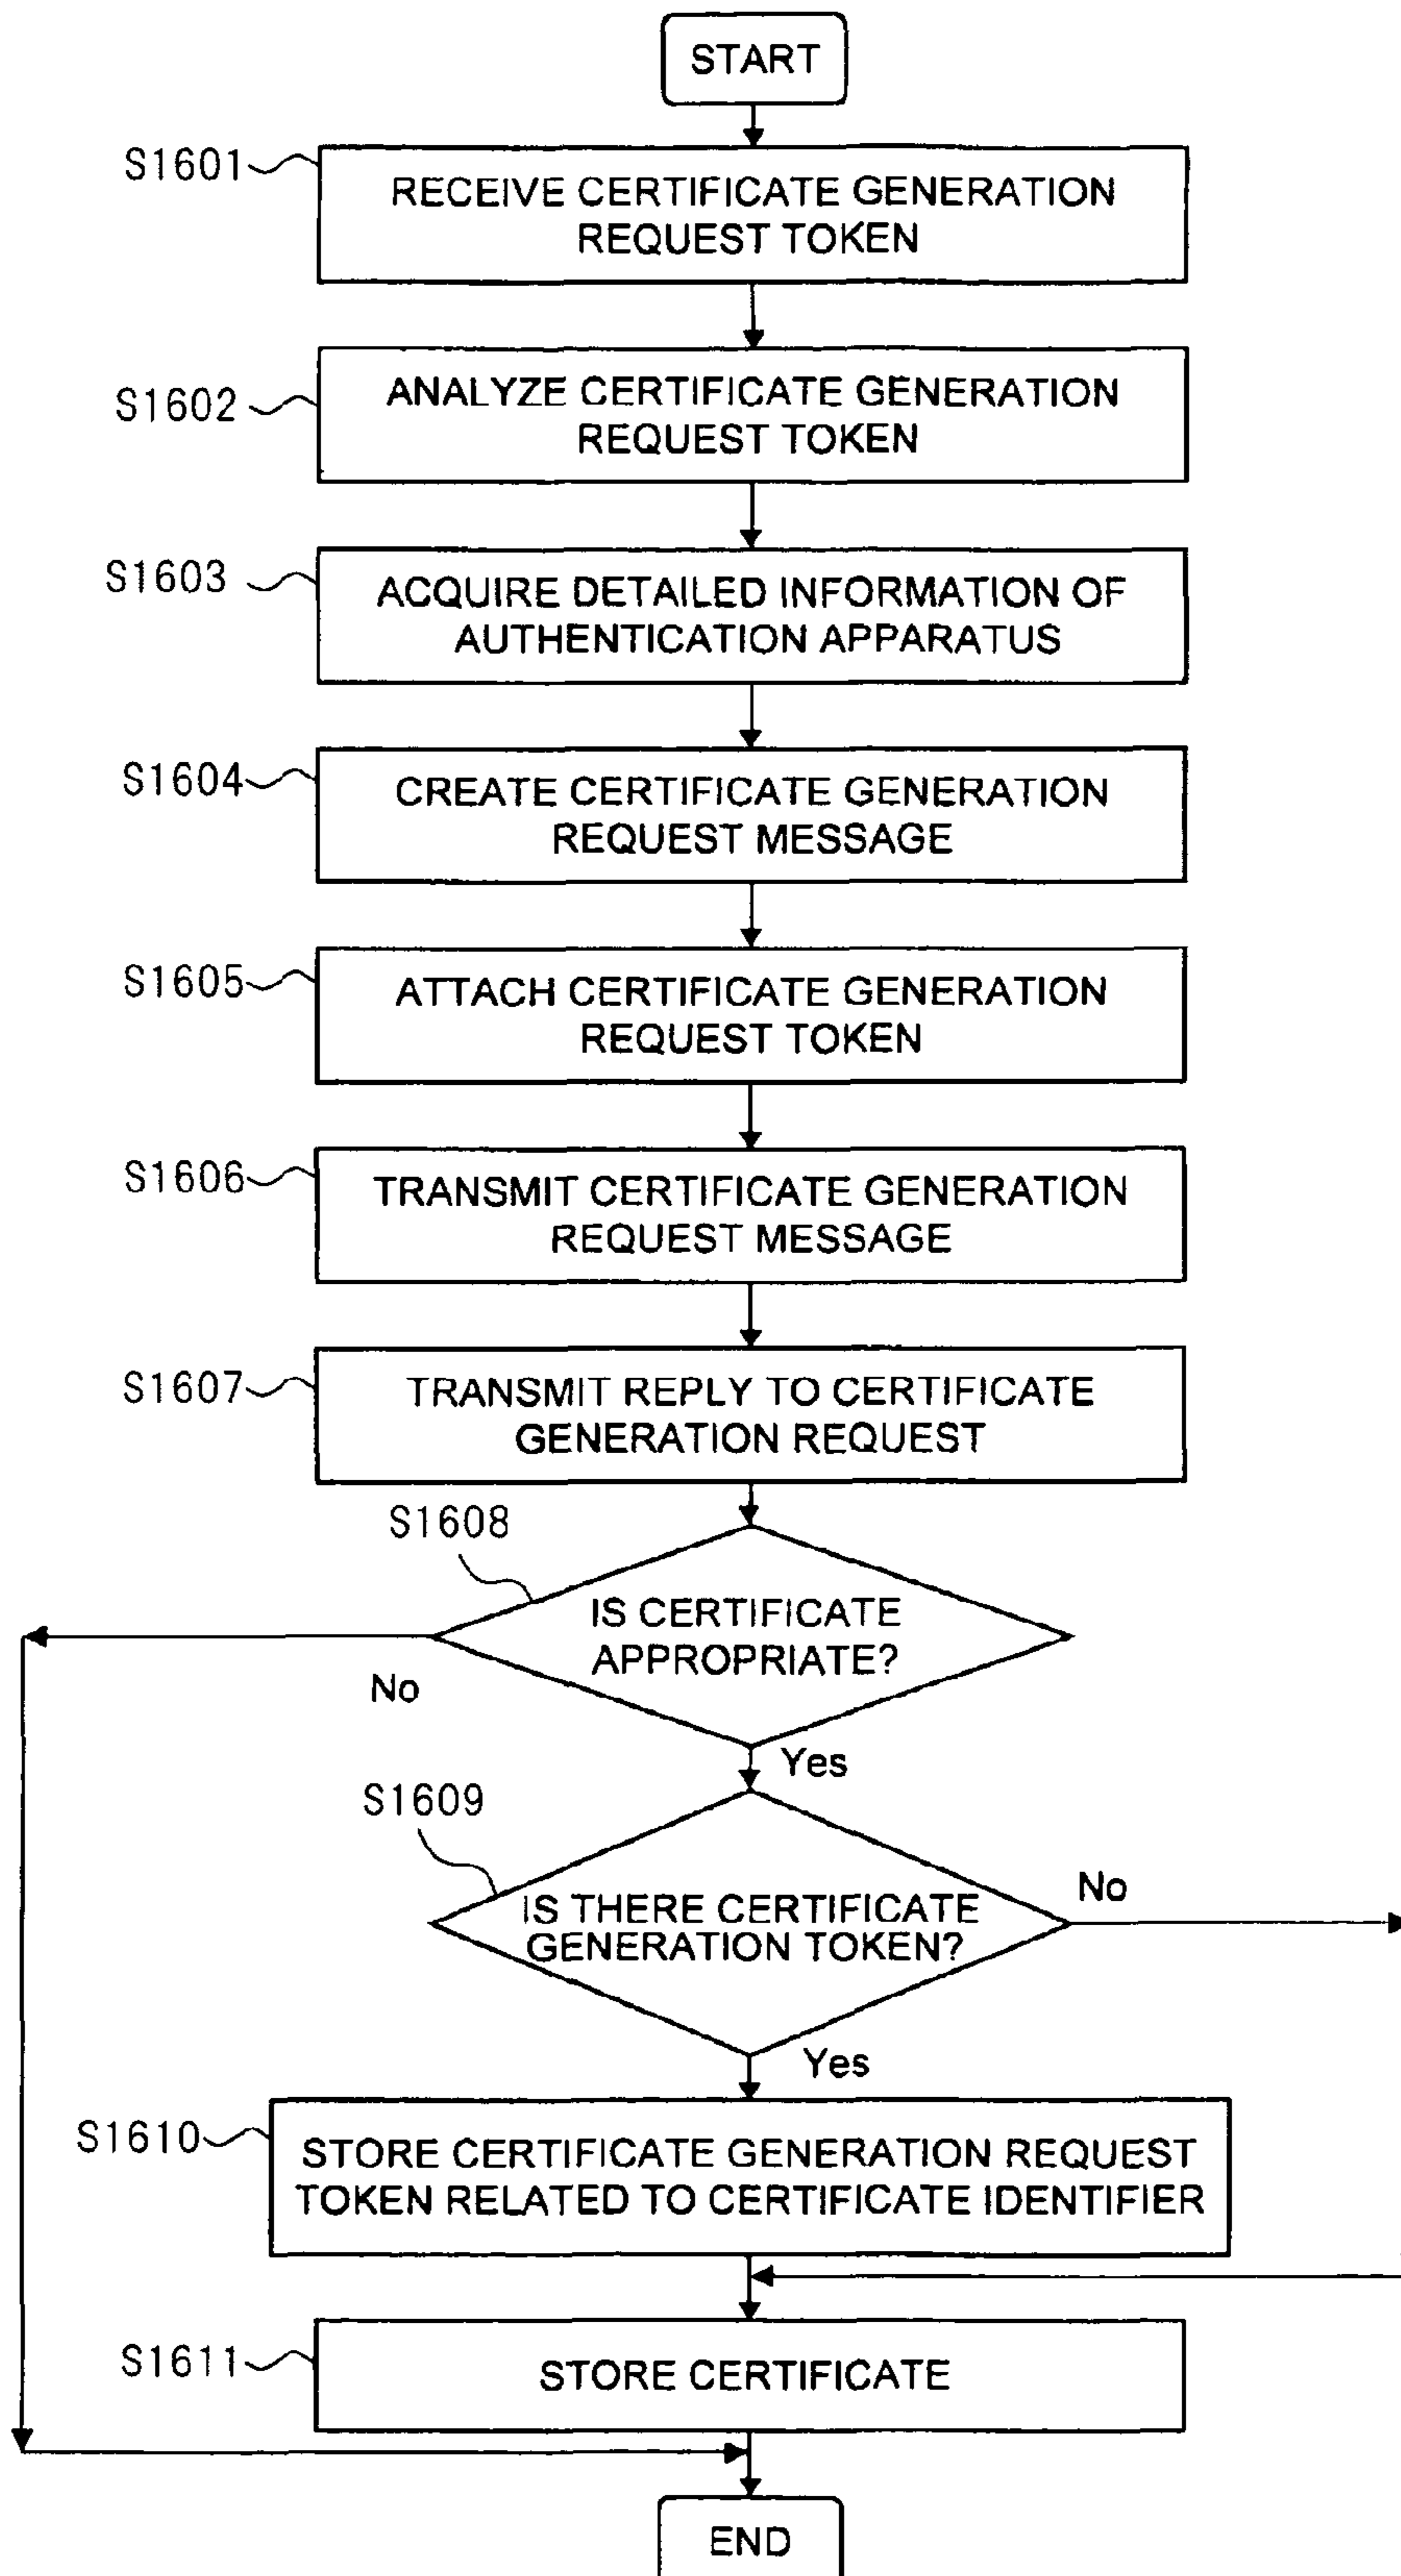 START
S1601
RECEIVE CERTIFICATE GENERATION
REQUEST TOKEN
S1602
ANALYZE CERTIFICATE GENERATION
REQUEST TOKEN
S1603
ACQUIRE DETAILED INFORMATION OF
AUTHENTICATION APPARATUS
S1604
CREATE CERTIFICATE GENERATION
REQUEST MESSAGE
S1605
ATTACH CERTIFICATE GENERATION
REQUEST TOKEN
S1606
TRANSMIT CERTIFICATE GENERATION
REQUEST MESSAGE
S1607
TRANSMIT REPLY TO CERTIFICATE
GENERATION REQUEST
S1608
IS CERTIFICATE
APPROPRIATE?
No
Yes
S1609
IS THERE CERTIFICATE
GENERATION TOKEN?
No
Yes
S1610
STORE CERTIFICATE GENERATION REQUEST
TOKEN RELATED TO CERTIFICATE IDENTIFIER
S1611
STORE CERTIFICATE
END